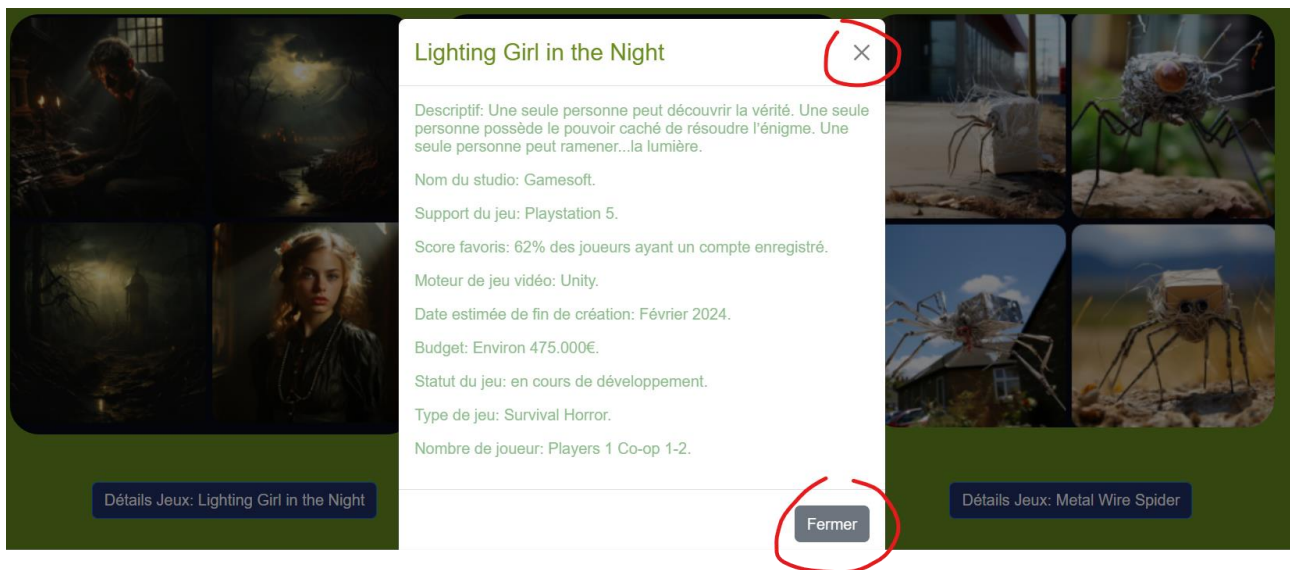 Lighting Girl in the Night
Descriptif: Une seule personne peut découvrir la vérité. Une seule
personne possède le pouvoir caché de résoudre l'énigme. Une
seule personne peut ramener...la lumière.
Nom du studio: Gamesoft.
Support du jeu: Playstation 5.
Score favoris: 62% des joueurs ayant un compte enregistré.
Moteur de jeu vidéo: Unity.
Date estimée de fin de création: Février 2024.
Budget: Environ 475.000€.
Statut du jeu: en cours de développement.
Type de jeu: Survival Horror.
Nombre de joueur: Players 1 Co-op 1-2.
Fermer
Détails Jeux: Lighting Girl in the Night
Détails Jeux: Metal Wire Spider